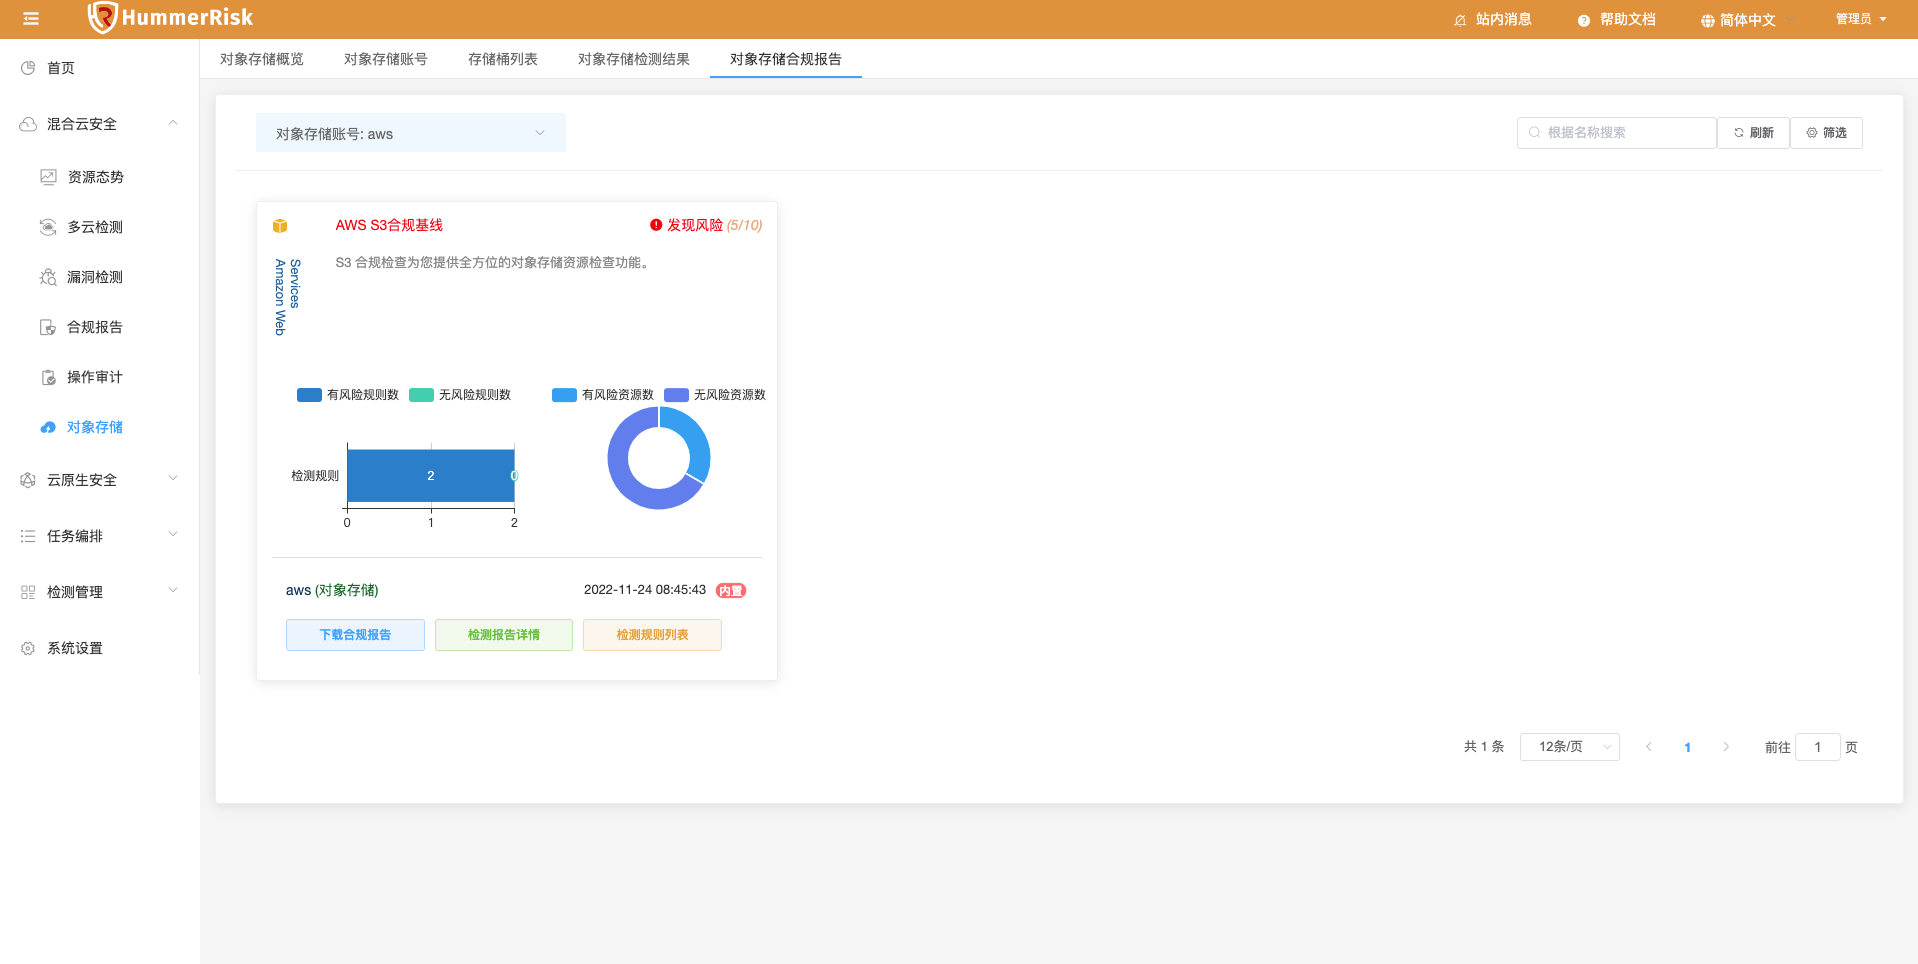 HummerRisk
站内消息
帮助文档
简体中文
管理员
首页
混合云安全
资源态势
多云检测
漏洞检测
合规报告
操作审计
对象存储
云原生安全
任务编排
检测管理
系统设置
对象存储概览
对象存储账号
存储桶列表
对象存储检测结果
对象存储合规报告
对象存储账号: aws
根据名称搜索
刷新
筛选
AWS S3合规基线
发现风险 (5/10)
Amazon Web
Services
S3 合规检查为您提供全方位的对象存储资源检查功能。
有风险规则数 无风险规则数
检测规则
2
0
0 1 2
有风险资源数 无风险资源数
aws (对象存储)
2022-11-24 08:45:43 内置
下载合规报告
检测报告详情
检测规则列表
共 1 条
12条/页
1
前往 1 页